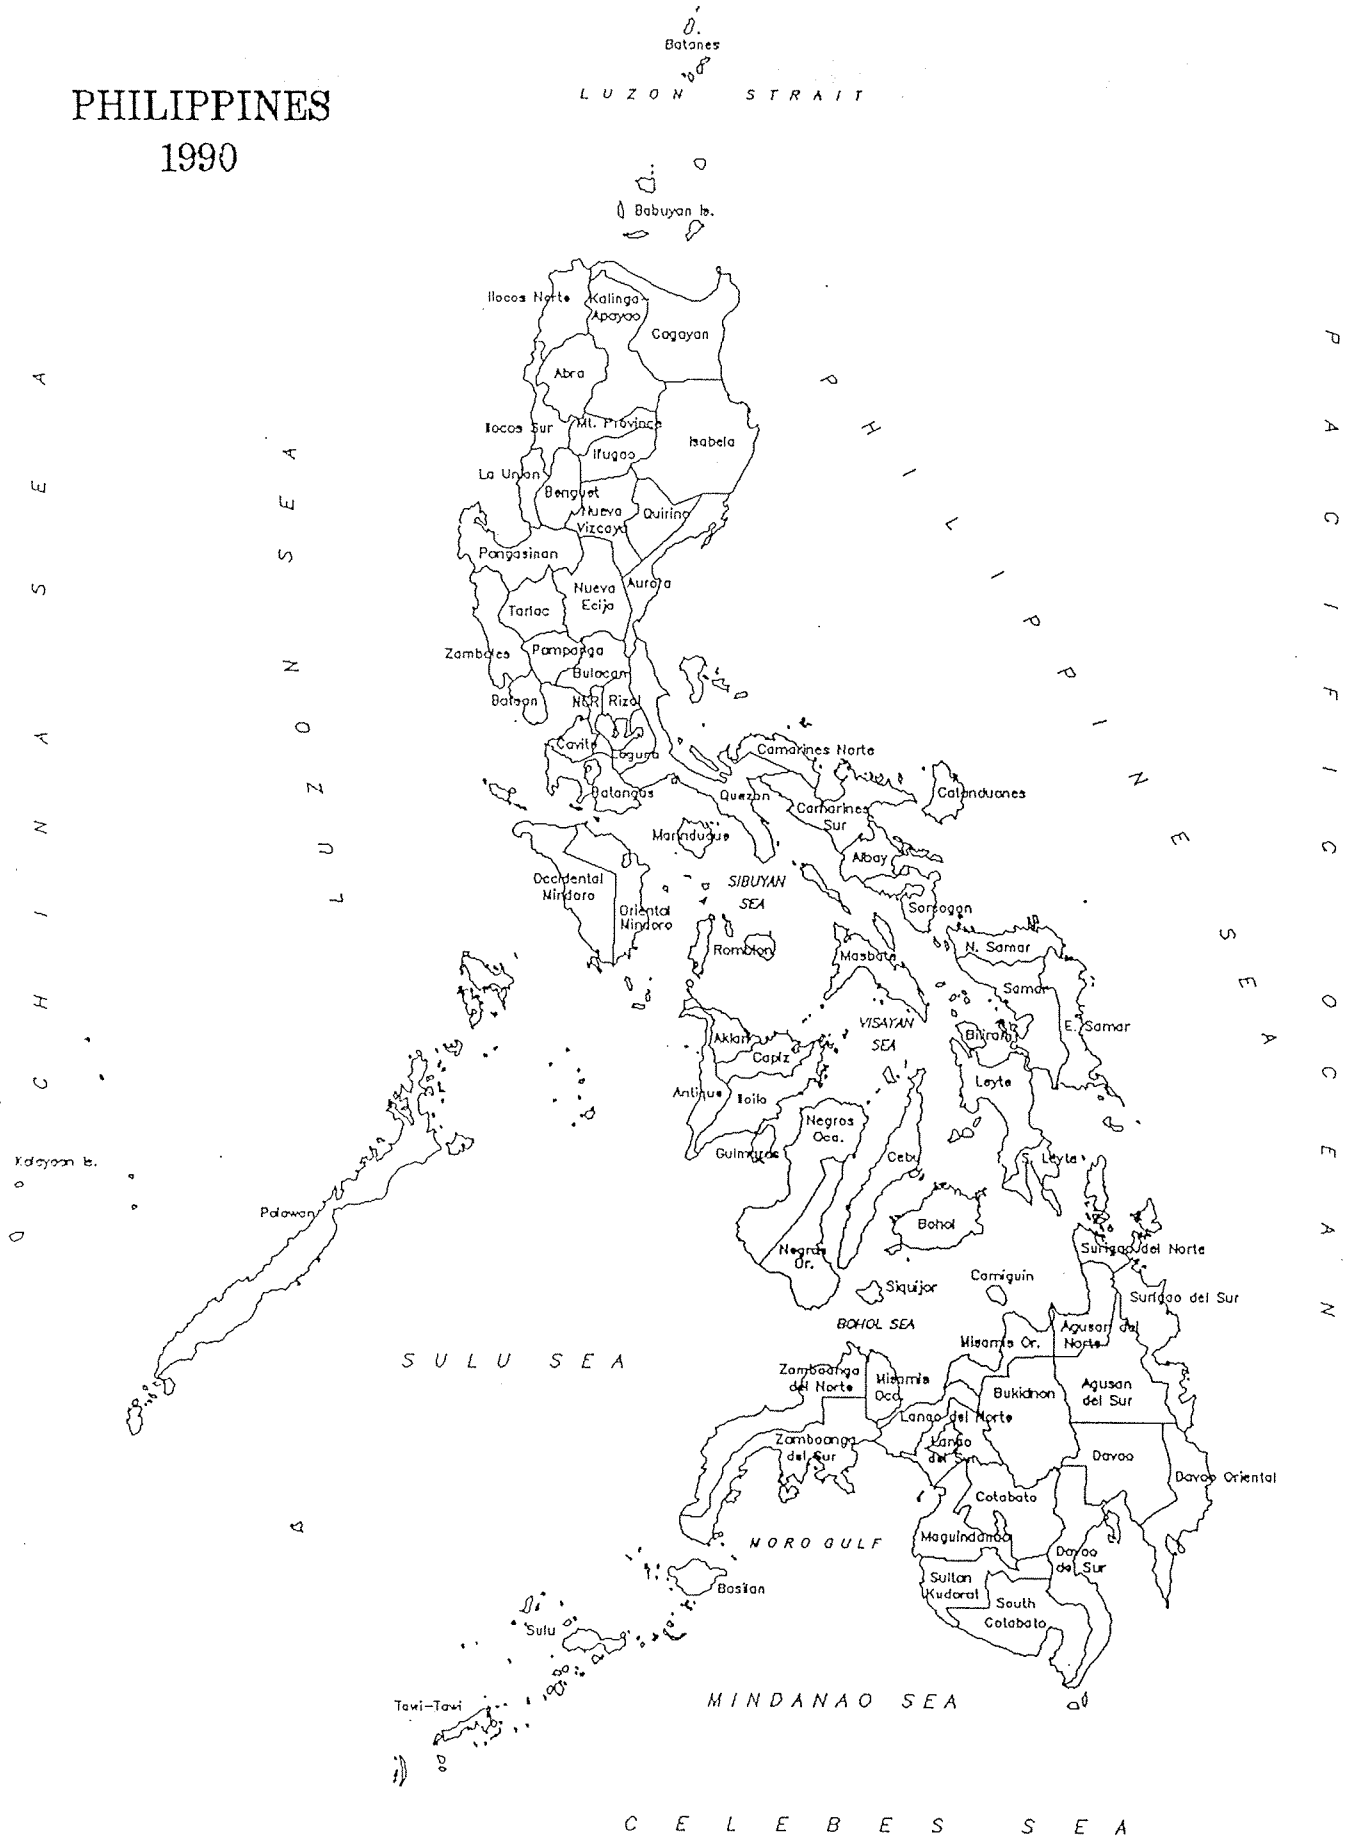 Batanes
LUZON STRAIT
PHILIPPINES
1990
Babuyan Is.
Ilocos Norte
Kalinga-
Apayao
Cagayan
Abra
Ilocos Sur
Mt. Province
Isabela
Ifugao
La Union
Benguet
Nueva
Vizcaya
Quirino
Pangasinan
Aurora
Nueva
Ecija
Tarlac
Zambales
Pampanga
Bulacan
Bataan
NCR
Rizal
Cavite
Laguna
Camarines Norte
Batangas
Quezon
Catanduanes
Camarines
Sur
Marinduque
Albay
Occidental
Mindoro
SIBUYAN
SEA
Oriental
Mindoro
Sorsogon
Romblon
Masbate
N. Samar
Samar
VISAYAN
SEA
E. Samar
Biliran
Aklan
Capiz
Leyte
Antique
Iloilo
Negros
Occ.
Guimaras
Cebu
S. Leyte
Kalayaan Is.
Palawan
Bohol
Negros
Or.
Surigao del Norte
Siquijor
Camiguin
Surigao del Sur
BOHOL SEA
Agusan del
Norte
Misamis Or.
SULU SEA
Zamboanga
del Norte
Misamis
Occ.
Bukidnon
Agusan
del Sur
Lanao del Norte
Zamboanga
del Sur
Lanao
del Sur
Davao
Davao Oriental
Cotabato
MORO GULF
Maguindanao
Davao
del Sur
Sultan
Kudarat
South
Cotabato
Basilan
Sulu
Tawi-Tawi
MINDANAO SEA
CELEBES SEA
CHINA SEA
LUZON SEA
PHILIPPINE SEA
PACIFIC OCEAN